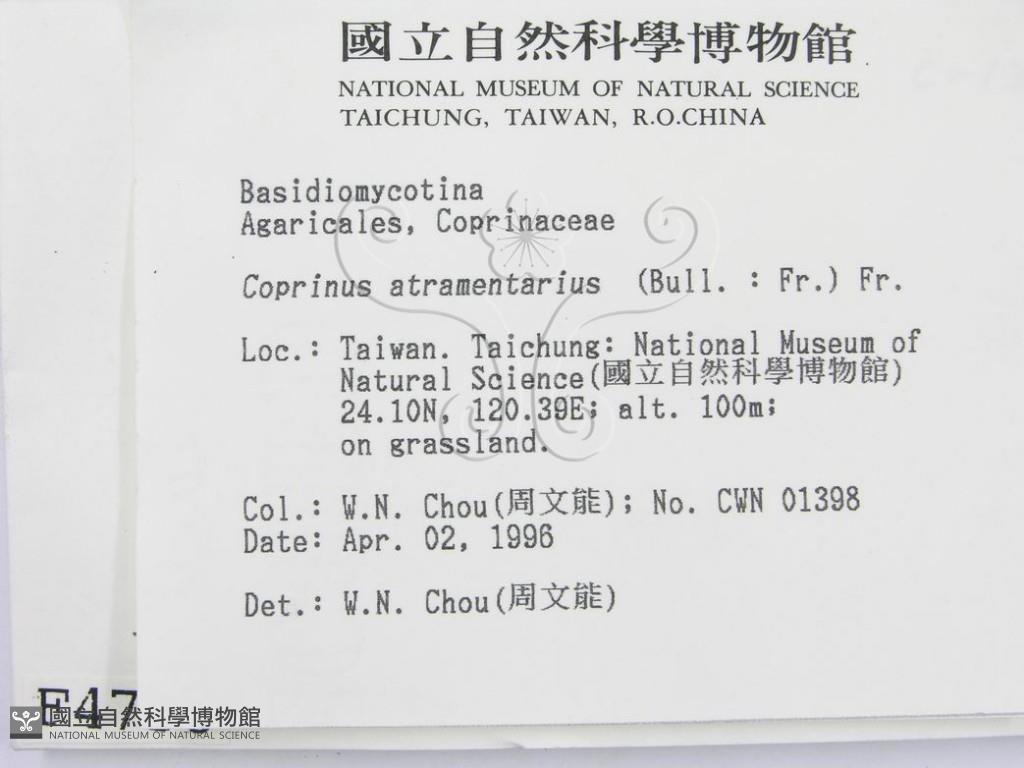 國立自然科學博物館
NATIONAL MUSEUM OF NATURAL SCIENCE
TAICHUNG, TAIWAN, R.O.CHINA
Basidiomycotina
Agaricales, Coprinaceae
Coprinus atramentarius (Bull. : Fr.) Fr.
Loc.: Taiwan. Taichung: National Museum of
Natural Science(國立自然科學博物館)
24.10N, 120.39E; alt. 100m;
on grassland.
Col.: W.N. Chou(周文能); No. CWN 01398
Date: Apr. 02, 1996
Det.: W.N. Chou(周文能)
國立自然科學博物館
NATIONAL MUSEUM OF NATURAL SCIENCE